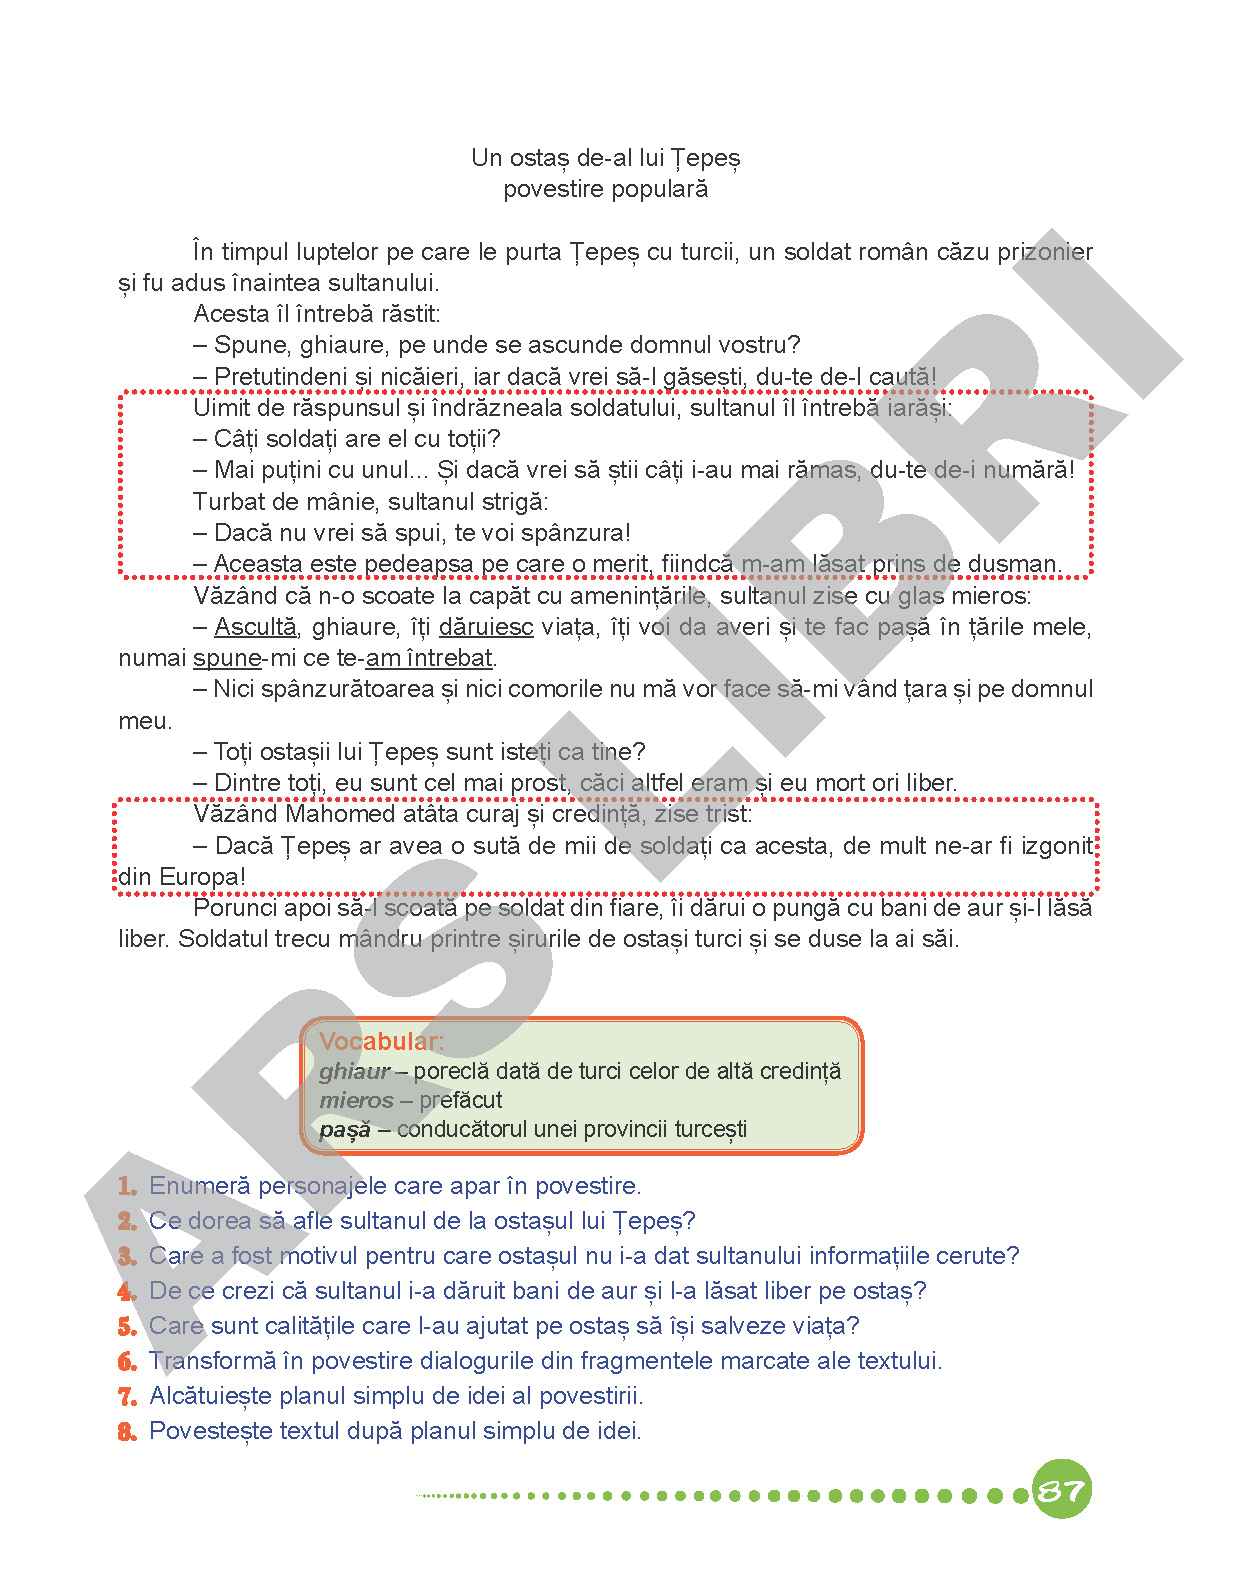 Un ostaș de-al lui Țepeș
povestire populară
În timpul luptelor pe care le purta Țepeș cu turcii, un soldat român căzu prizonier
și fu adus înaintea sultanului.
Acesta îl întrebă răstit:
– Spune, ghiaure, pe unde se ascunde domnul vostru?
– Pretutindeni și nicăieri, iar dacă vrei să-l găsești, du-te de-l caută!
Uimit de răspunsul și îndrăzneala soldatului, sultanul îl întrebă iarăși:
– Câți soldați are el cu toții?
– Mai puțini cu unul... Și dacă vrei să știi câți i-au mai rămas, du-te de-i numără!
Turbat de mânie, sultanul strigă:
– Dacă nu vrei să spui, te voi spânzura!
– Aceasta este pedeapsa pe care o merit, fiindcă m-am lăsat prins de dușman.
Văzând că n-o scoate la capăt cu amenințările, sultanul zise cu glas mieros:
– Ascultă, ghiaure, îți dăruiesc viața, îți voi da averi și te fac pașă în țările mele,
numai spune-mi ce te-am întrebat.
– Nici spânzurătoarea și nici comorile nu mă vor face să-mi vând țara și pe domnul
meu.
– Toți ostașii lui Țepeș sunt isteți ca tine?
– Dintre toți, eu sunt cel mai prost, căci altfel eram și eu mort ori liber.
Văzând Mahomed atâta curaj și credință, zise trist:
– Dacă Țepeș ar avea o sută de mii de soldați ca acesta, de mult ne-ar fi izgonit
din Europa!
Porunci apoi să-l scoată pe soldat din fiare, îi dărui o pungă cu bani de aur și-l lăsă
liber. Soldatul trecu mândru printre șirurile de ostași turci și se duse la ai săi.
Vocabular:
ghiaur – poreclă dată de turci celor de altă credință
mieros – prefăcut
pașă – conducătorul unei provincii turcești
1. Enumeră personajele care apar în povestire.
2. Ce dorea să afle sultanul de la ostașul lui Țepeș?
3. Care a fost motivul pentru care ostașul nu i-a dat sultanului informațiile cerute?
4. De ce crezi că sultanul i-a dăruit bani de aur și l-a lăsat liber pe ostaș?
5. Care sunt calitățile care l-au ajutat pe ostaș să își salveze viața?
6. Transformă în povestire dialogurile din fragmentele marcate ale textului.
7. Alcătuiește planul simplu de idei al povestirii.
8. Povestește textul după planul simplu de idei.
87
ARS LIBRI